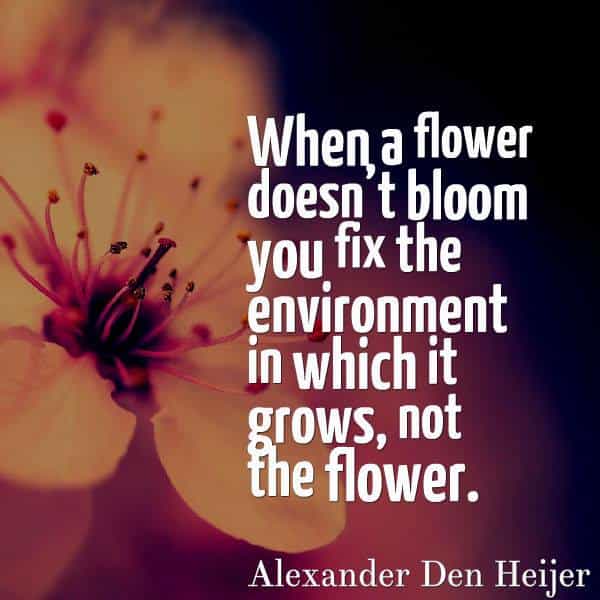 When a flower
doesn't bloom
you fix the
environment
in which it
grows, not
the flower.
Alexander Den Heijer